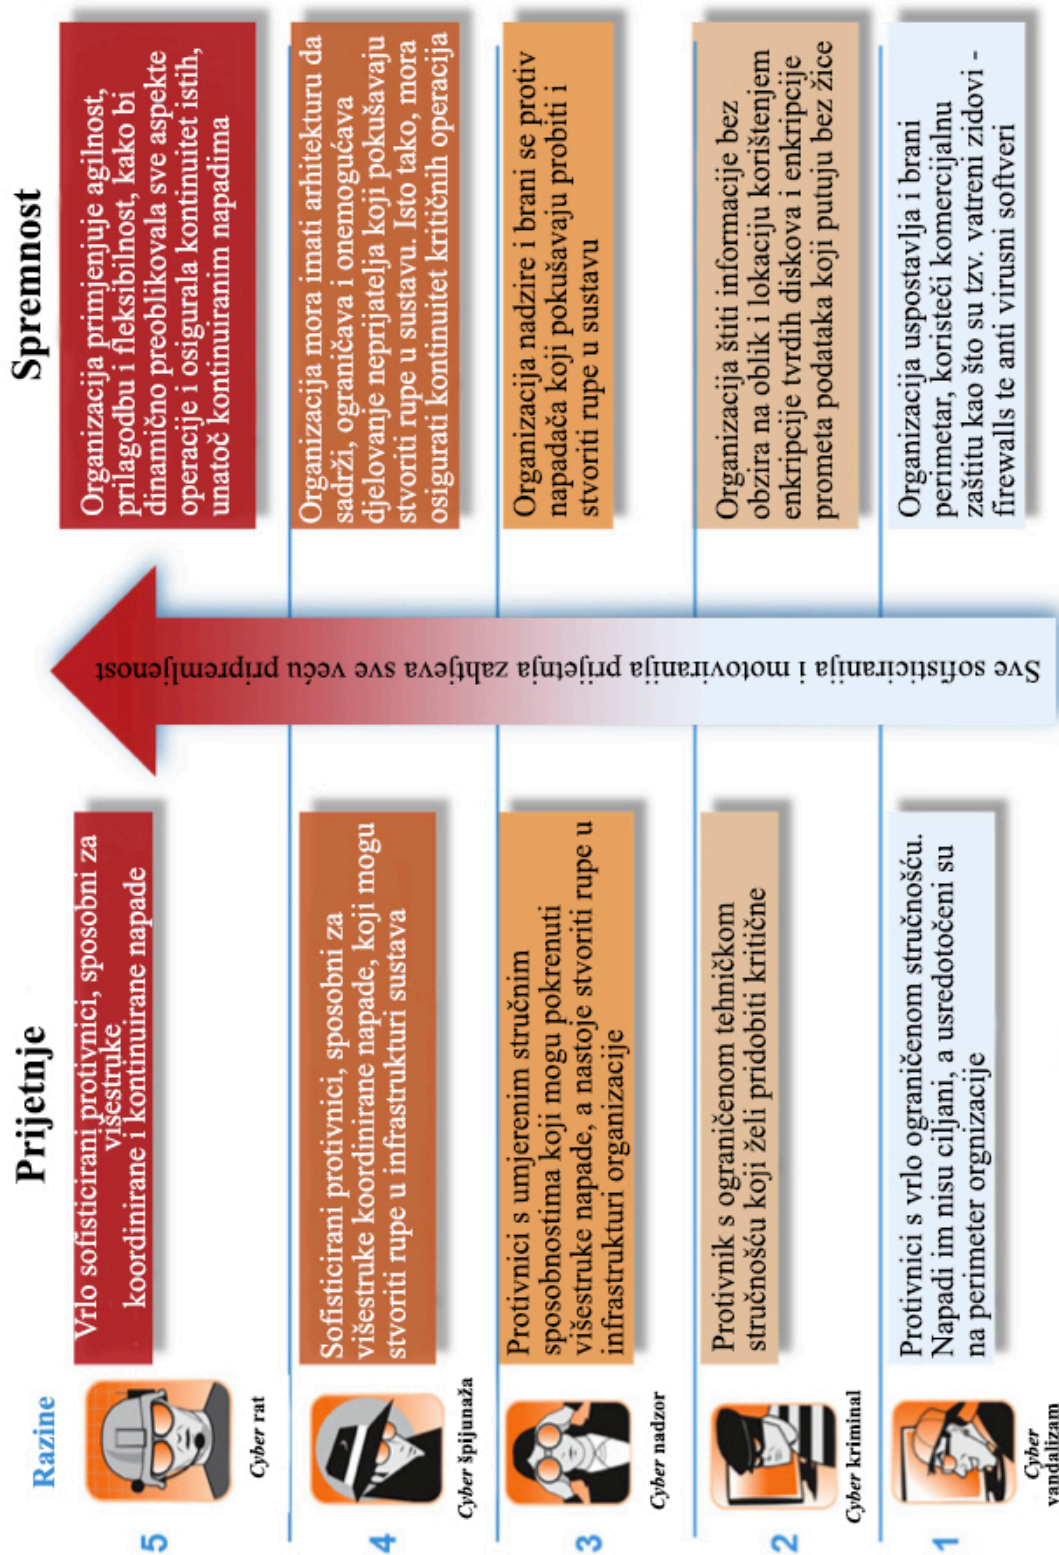 Razine
Prijetnje
Spremnost
5
Cyber rat
Vrlo sofisticirani protivnici, sposobni za
višestruke
koordinirane i kontinuirane napade
Organizacija primjenjuje agilnost,
prilagodbu i fleksibilnost, kako bi
dinamično preoblikovala sve aspekte
operacije i osigurala kontinuitet istih,
unatoč kontinuiranim napadima
4
Cyber špijunaža
Sofisticirani protivnici, sposobni za
višestruke koordinirane napade, koji mogu
stvoriti rupe u infrastrukturi sustava
Organizacija mora imati arhitekturu da
sadrži, ograničava i onemogućava
djelovanje neprijatelja koji pokušavaju
stvoriti rupe u sustavu. Isto tako, mora
osigurati kontinuitet kritičnih operacija
3
Cyber nadzor
Protivnici s umjerenim stručnim
sposobnostima koji mogu pokrenuti
višestruke napade, a nastoje stvoriti rupe u
infrastrukturi organizacije
Organizacija nadzire i brani se protiv
napadača koji pokušavaju probiti i
stvoriti rupe u sustavu
2
Cyber kriminal
Protivnik s ograničenom tehničkom
stručnošću koji želi pridobiti kritične
Organizacija štiti informacije bez
obzira na oblik i lokaciju korištenjem
enkripcije tvrdih diskova i enkripcije
prometa podataka koji putuju bez žice
1
Cyber
vandalizam
Protivnici s vrlo ograničenom stručnošću.
Napadi im nisu ciljani, a usredotočeni su
na perimeter orgnizacije
Organizacija uspostavlja i brani
perimetar, koristeći komercijalnu
zaštitu kao što su tzv. vatreni zidovi -
firewalls te anti virusni softveri
Sve sofisticiranija i motoviranija prijetnja zahtjeva sve veću pripremljenost